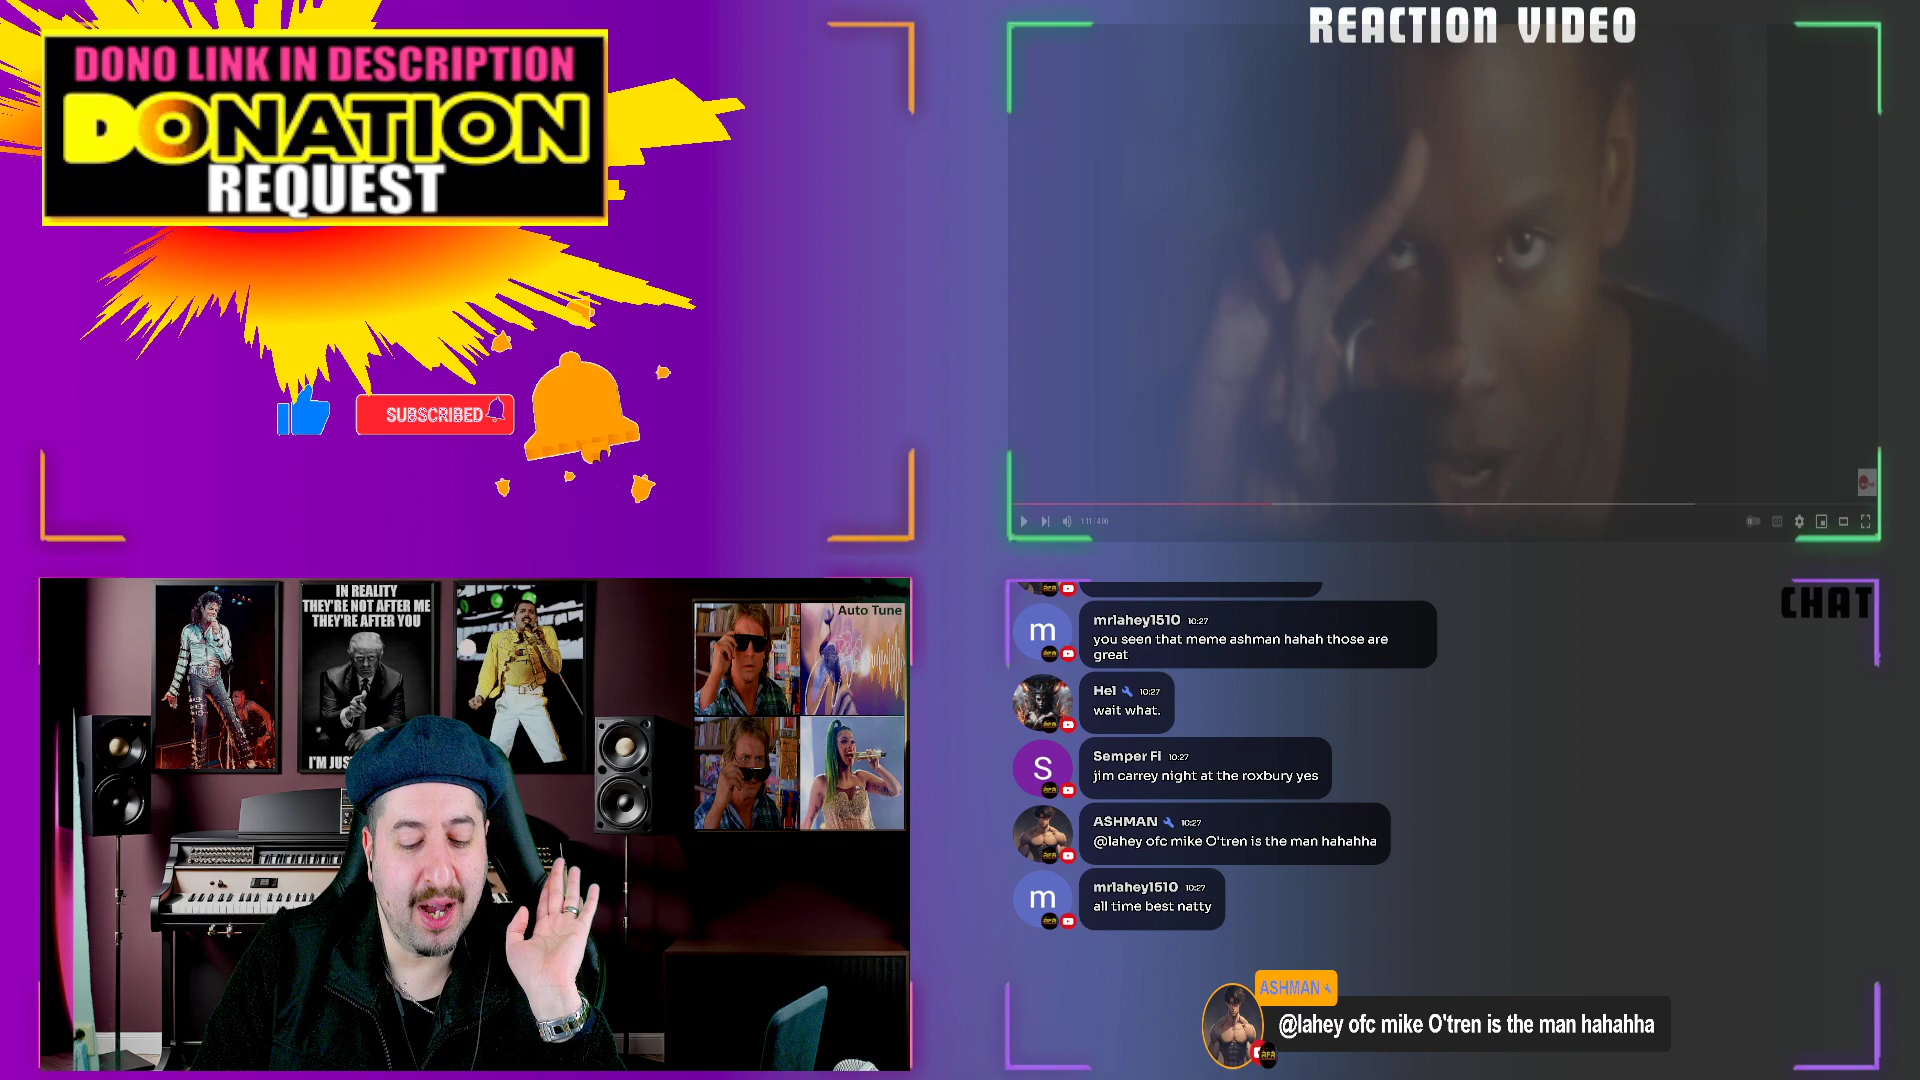 DONO LINK IN DESCRIPTION
DONATION
REQUEST
SUBSCRIBED
REACTION VIDEO
1:11 / 4:00
IN REALITY
THEY'RE NOT AFTER ME
THEY'RE AFTER YOU
I'M JUS
Auto Tune
CHAT
mrlahey1510 10:27
you seen that meme ashman hahah those are
great
Hel 10:27
wait what.
S
Semper Fi 10:27
jim carrey night at the roxbury yes
ASHMAN 10:27
@lahey ofc mike O'tren is the man hahahha
m
mrlahey1510 10:27
all time best natty
ASHMAN
@lahey ofc mike O'tren is the man hahahha